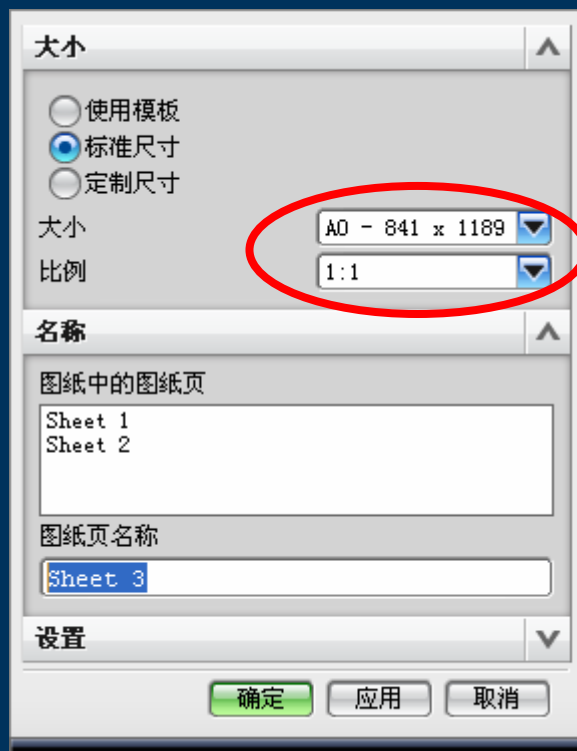 大小
使用模板
标准尺寸
定制尺寸
大小 A0 - 841 x 1189
比例 1:1
名称
图纸中的图纸页
Sheet 1
Sheet 2
图纸页名称
Sheet 3
设置
确定 应用 取消